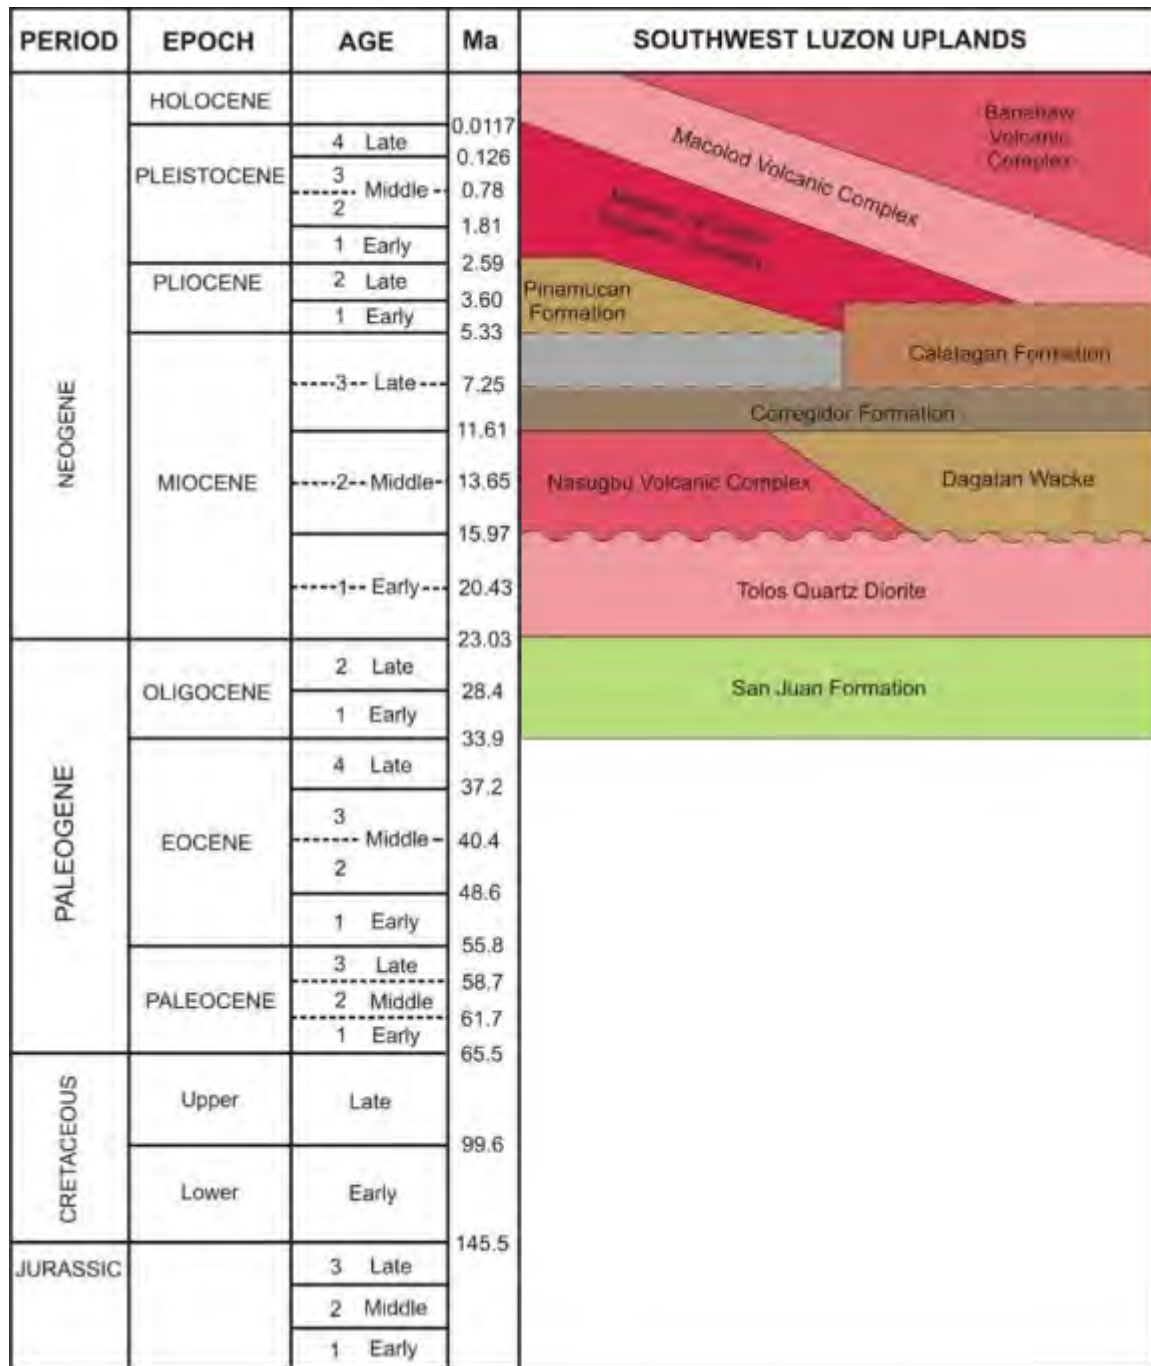 PERIOD EPOCH AGE Ma SOUTHWEST LUZON UPLANDS
HOLOCENE
0.0117
4 Late
0.126
PLEISTOCENE
3
Middle 0.78
2
1.81
1 Early
2.59
PLIOCENE
2 Late
3.60
1 Early
5.33
NEOGENE
MIOCENE
3 Late 7.25
11.61
2 Middle 13.65
15.97
1 Early 20.43
23.03
PALEOGENE
OLIGOCENE
2 Late
28.4
1 Early
33.9
EOCENE
4 Late
37.2
3
Middle 40.4
2
48.6
1 Early
55.8
PALEOCENE
3 Late
58.7
2 Middle
61.7
1 Early
65.5
CRETACEOUS
Upper Late
99.6
Lower Early
145.5
JURASSIC
3 Late
2 Middle
1 Early
Volcanic
Complex
Macolod Volcanic Complex
Pinamucan
Formation
Calatagan Formation
Corregidor Formation
Nasugbu Volcanic Complex
Dagatan Wacke
Tolos Quartz Diorite
San Juan Formation